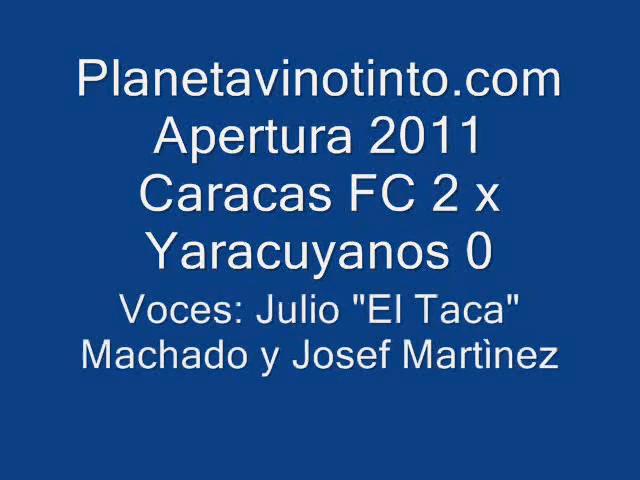 Planetavinotinto.com
Apertura 2011
Caracas FC 2 x
Yaracuyanos 0
Voces: Julio "El Taca"
Machado y Josef Martìnez